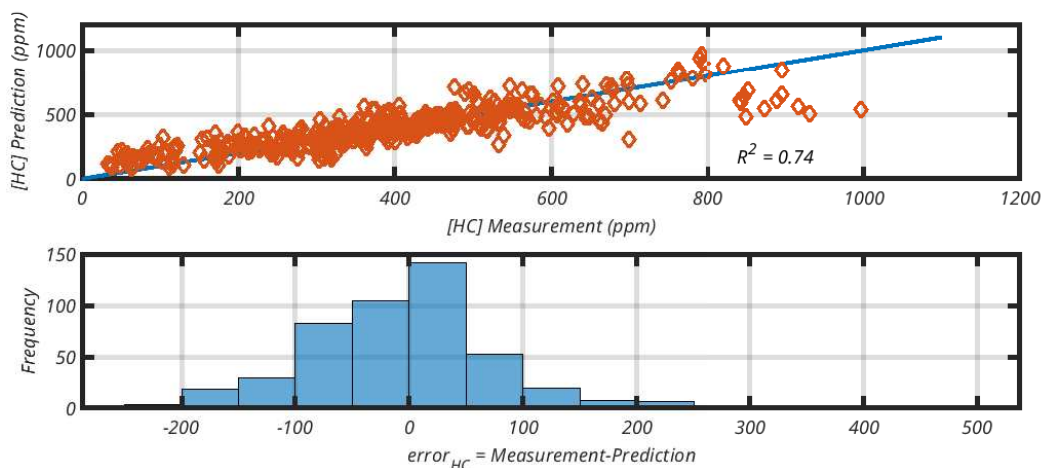 [HC] Prediction (ppm)
1000
500
0
0 200 400 600 800 1000 1200
R² = 0.74
[HC] Measurement (ppm)
Frequency
150
100
50
0
-200 -100 0 100 200 300 400 500
error_HC = Measurement-Prediction